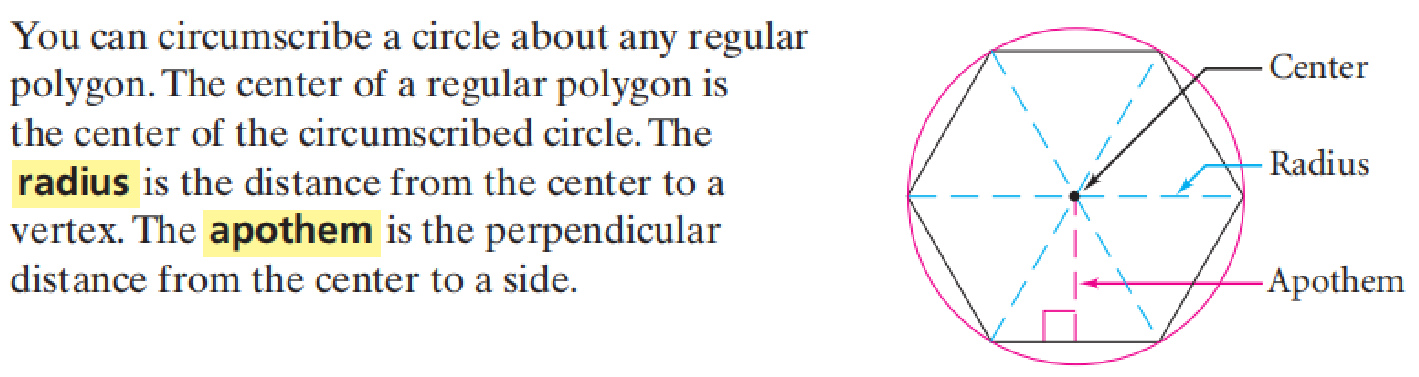 You can circumscribe a circle about any regular
polygon. The center of a regular polygon is
the center of the circumscribed circle. The
radius is the distance from the center to a
vertex. The apothem is the perpendicular
distance from the center to a side.
Center
Radius
Apothem